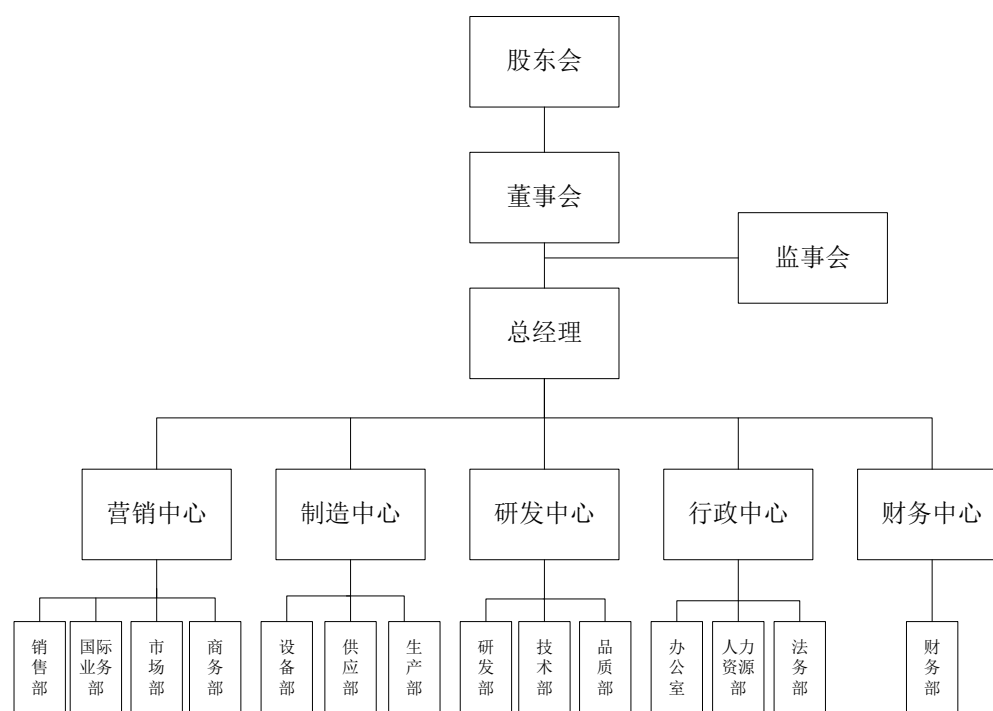 股东会
董事会
监事会
总经理
营销中心
制造中心
研发中心
行政中心
财务中心
销售部
国际业务部
市场部
商务部
设备部
供应部
生产部
研发部
技术部
品质部
办公室
人力资源部
法务部
财务部